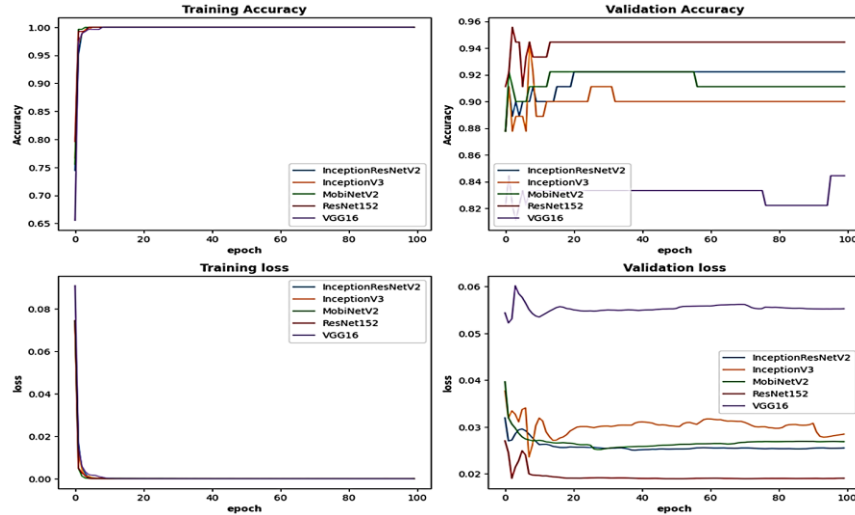 Training Accuracy
Accuracy
1.00
0.95
0.90
0.85
0.80
0.75
0.70
0.65
InceptionResNetV2
InceptionV3
MobiNetV2
ResNet152
VGG16
0 20 40 60 80 100
epoch
Validation Accuracy
Accuracy
0.96
0.94
0.92
0.90
0.88
0.86
0.84
0.82
InceptionResNetV2
InceptionV3
MobiNetV2
ResNet152
VGG16
0 20 40 60 80 100
epoch
Training loss
loss
0.08
0.06
0.04
0.02
0.00
InceptionResNetV2
InceptionV3
MobiNetV2
ResNet152
VGG16
0 20 40 60 80 100
epoch
Validation loss
loss
0.06
0.05
0.04
0.03
0.02
InceptionResNetV2
InceptionV3
MobiNetV2
ResNet152
VGG16
0 20 40 60 80 100
epoch